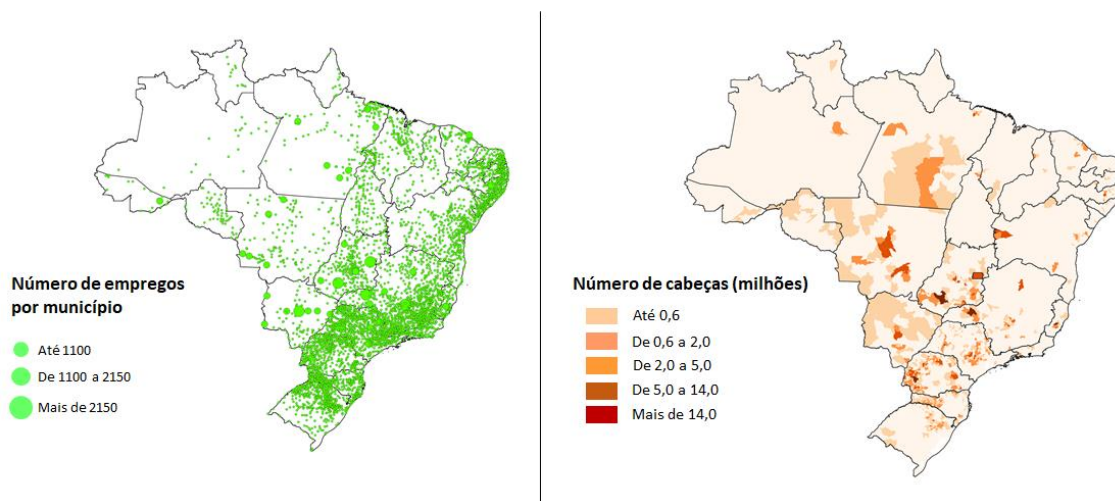 Número de empregos
por município
Até 1100
De 1100 a 2150
Mais de 2150
Número de cabeças (milhões)
Até 0,6
De 0,6 a 2,0
De 2,0 a 5,0
De 5,0 a 14,0
Mais de 14,0